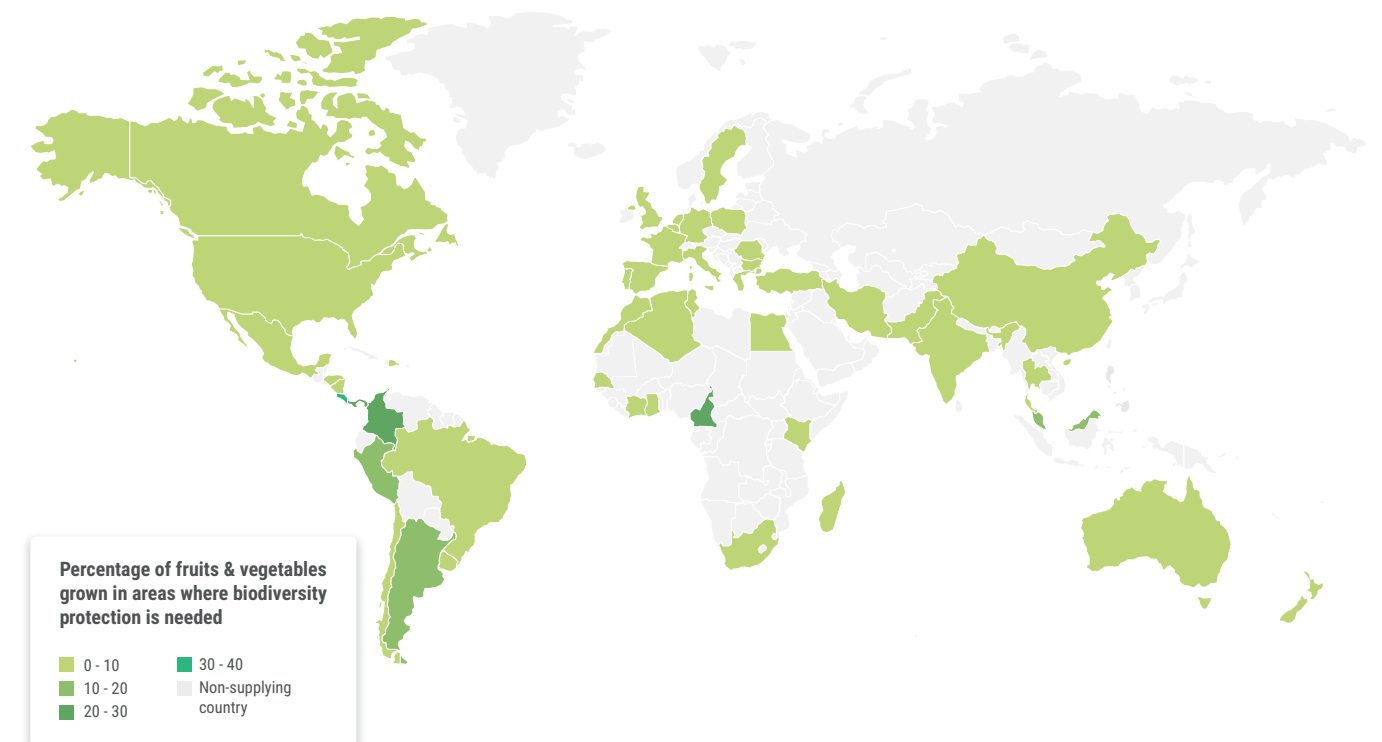 Percentage of fruits & vegetables
grown in areas where biodiversity
protection is needed
0 - 10
10 - 20
20 - 30
30 - 40
Non-supplying
country